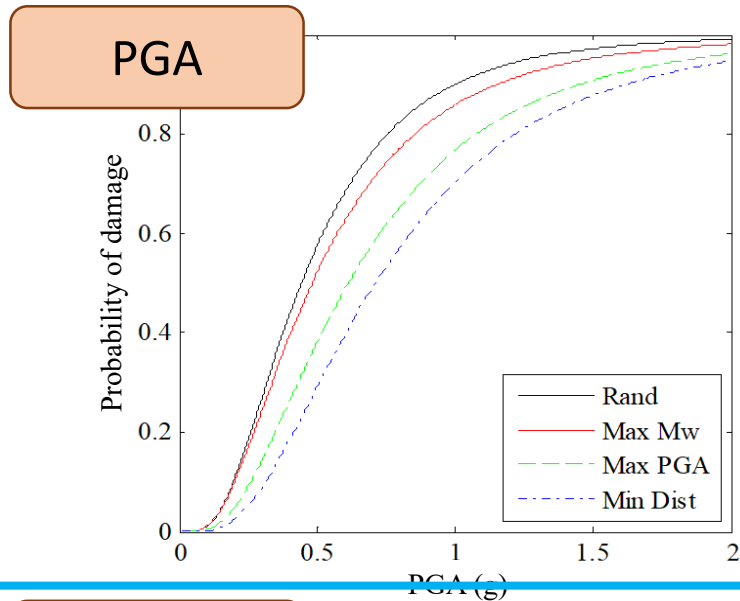 PGA
Probability of damage
0.8
0.6
0.4
0.2
0
0 0.5 1 1.5 2
PGA (g)
Rand
Max Mw
Max PGA
Min Dist